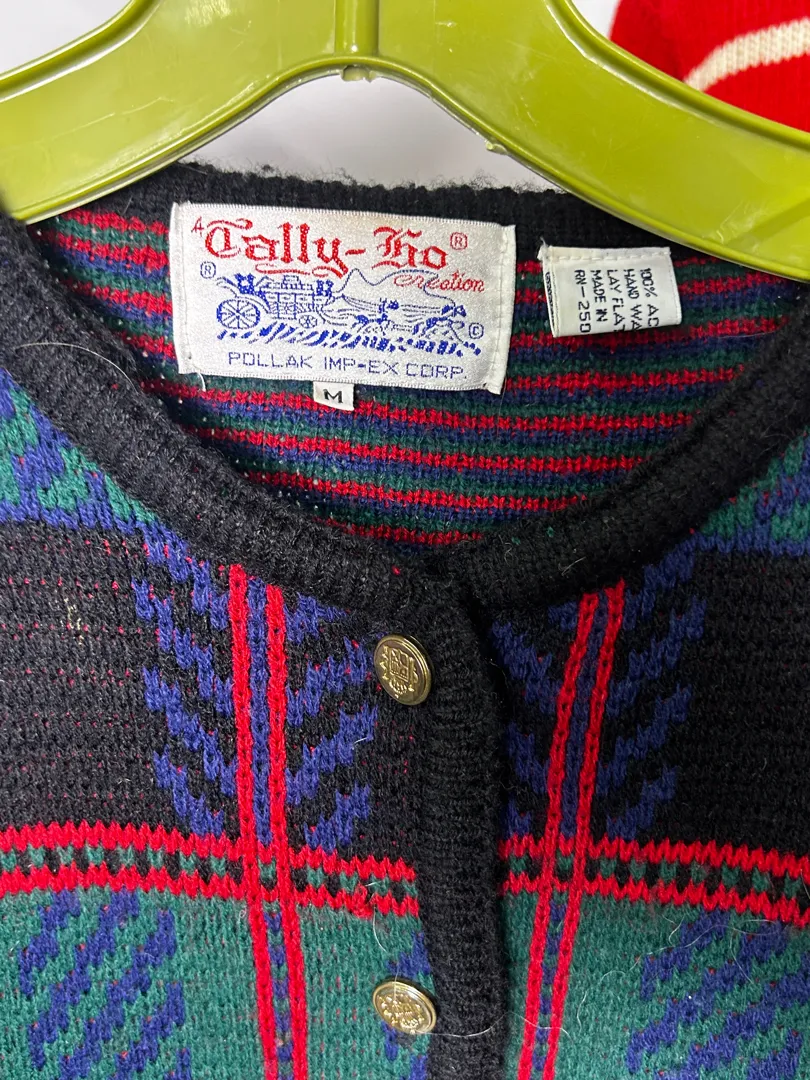 A
Tally-Ho ®
® creation
©
POLLAK IMP-EX CORP.
M
100% AC
HAND WA
LAY FLAT
MADE IN
RN-250